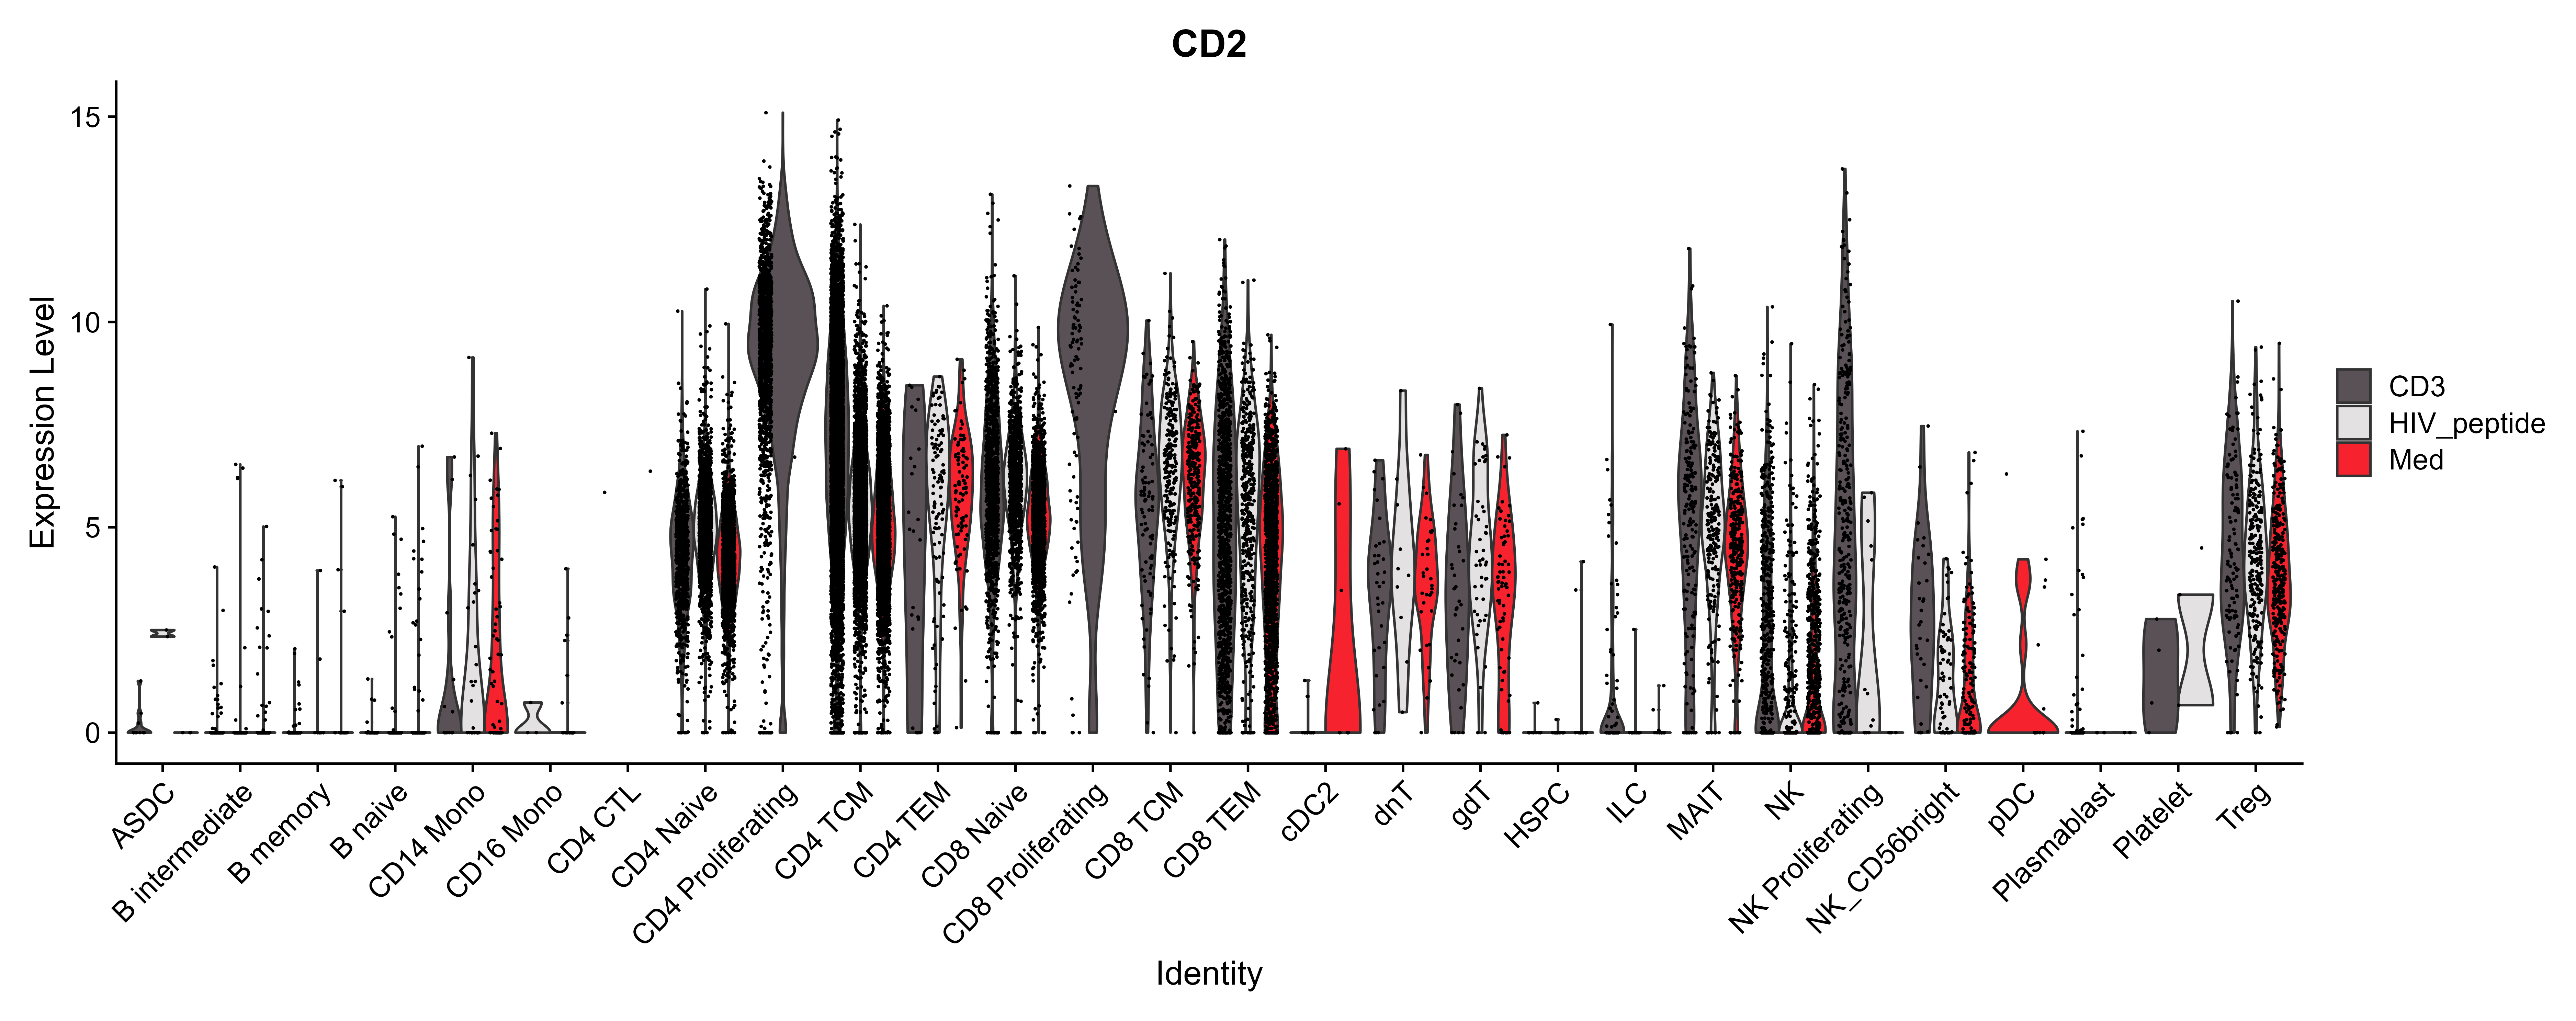 CD2
Expression Level
15
10
5
0
ASDC
B intermediate
B memory
B naive
CD14 Mono
CD16 Mono
CD4 CTL
CD4 Naive
CD4 Proliferating
CD4 TCM
CD4 TEM
CD8 Naive
CD8 Proliferating
CD8 TCM
CD8 TEM
cDC2
dnT
gdT
HSPC
ILC
MAIT
NK
NK Proliferating
NK_CD56bright
pDC
Plasmablast
Platelet
Treg
Identity
CD3
HIV_peptide
Med